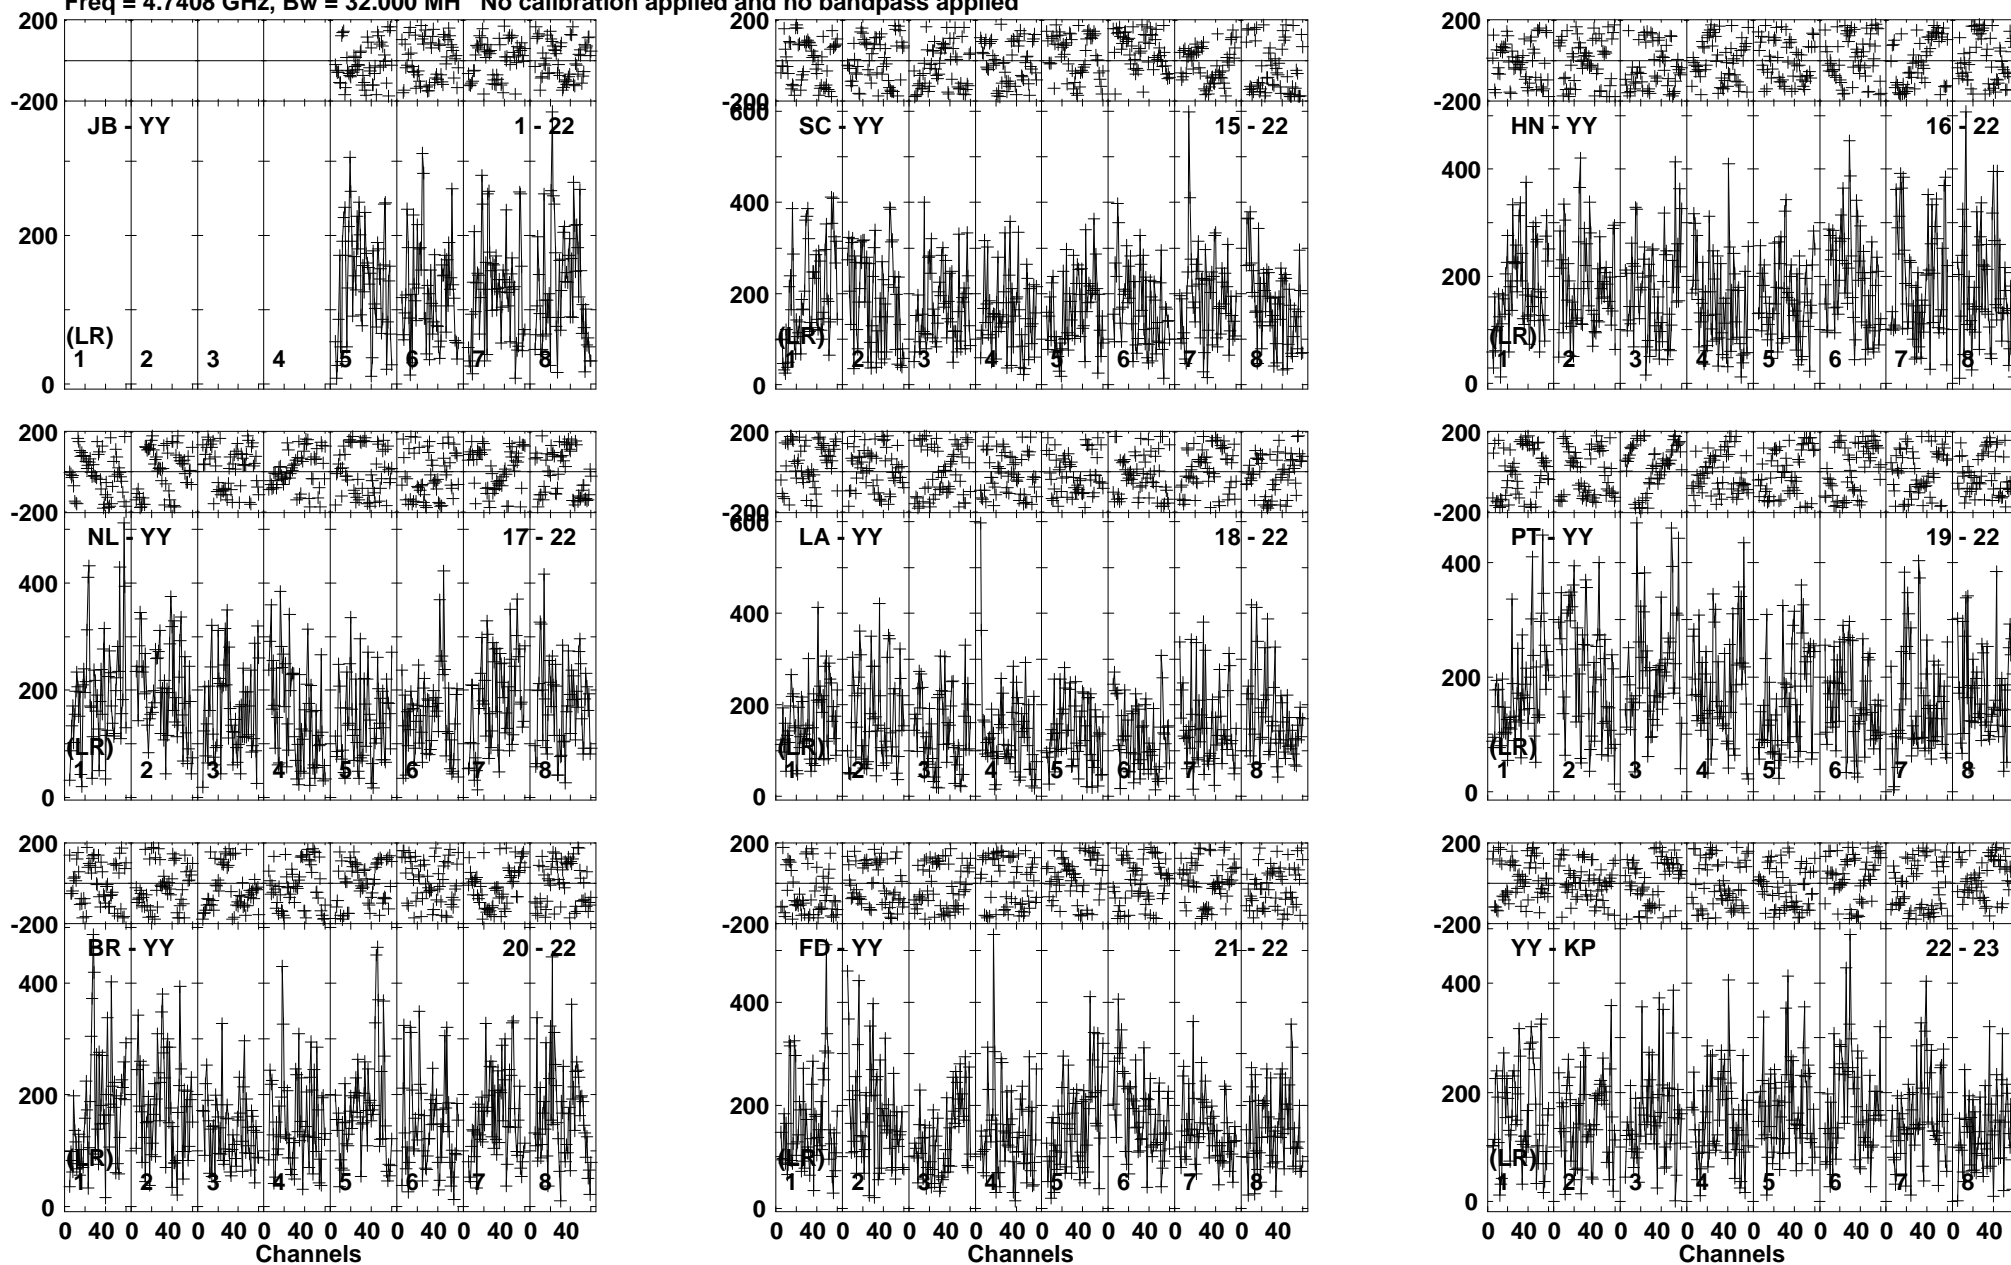 Freq = 4.7408 GHz, Bw = 32.000 MH No calibration applied and no bandpass applied
200
-200
JB - YY 1 - 22
200
0
(LR)
1 2 3 4 5 6 7 8
200
-200
600
SC - YY 15 - 22
400
200
0
(LR)
1 2 3 4 5 6 7 8
200
-200
HN - YY 16 - 22
400
200
0
(LR)
1 2 3 4 5 6 7 8
200
-200
NL - YY 17 - 22
400
200
0
(LR)
1 2 3 4 5 6 7 8
200
-200
600
LA - YY 18 - 22
400
200
0
(LR)
1 2 3 4 5 6 7 8
200
-200
PT - YY 19 - 22
400
200
0
(LR)
1 2 3 4 5 6 7 8
200
-200
BR - YY 20 - 22
400
200
0
(LR)
1 2 3 4 5 6 7 8
0 40 0 40 0 40 0 40 0 40 0 40 0 40 0 40
Channels
200
-200
FD - YY 21 - 22
400
200
0
(LR)
1 2 3 4 5 6 7 8
0 40 0 40 0 40 0 40 0 40 0 40 0 40 0 40
Channels
200
-200
YY - KP 22 - 23
400
200
0
(LR)
1 2 3 4 5 6 7 8
0 40 0 40 0 40 0 40 0 40 0 40 0 40 0 40
Channels